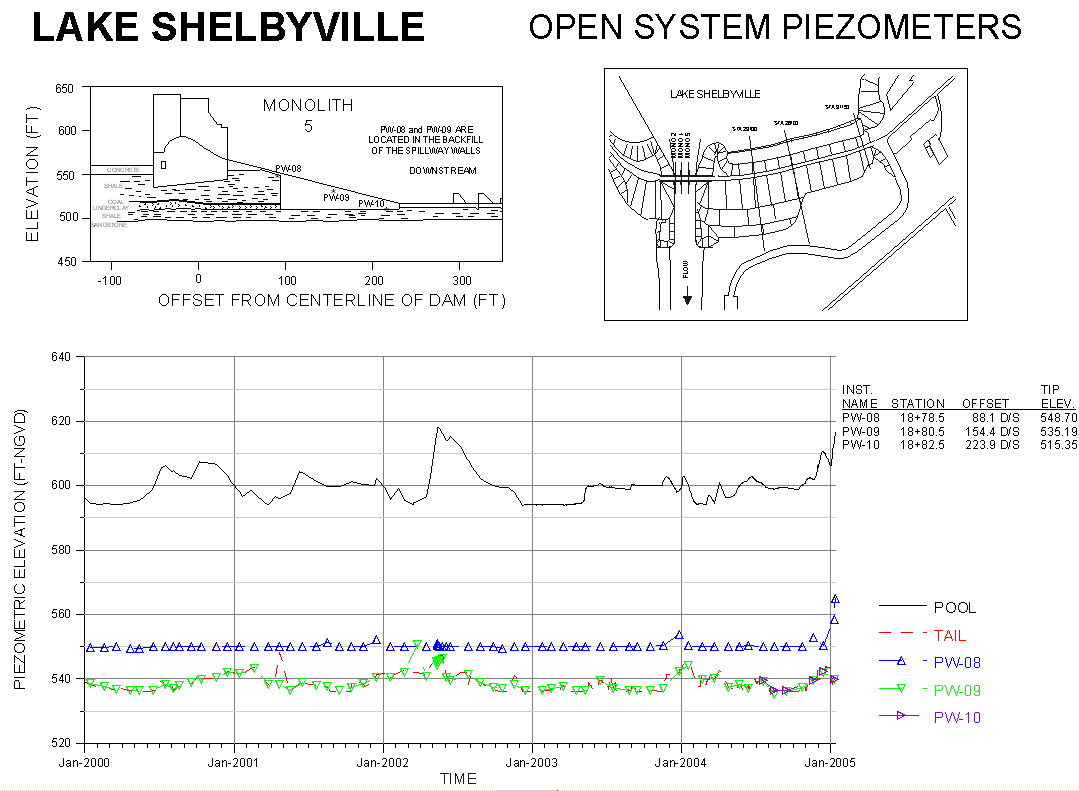 LAKE SHELBYVILLE
OPEN SYSTEM PIEZOMETERS
ELEVATION (FT)
650
600
550
500
450
MONOLITH
5
PW-08 and PW-09 ARE
LOCATED IN THE BACKFILL
OF THE SPILLWAY WALLS
DOWNSTREAM
CONCRETE
SHALE
COAL
UNDERCLAY
SHALE
SANDSTONE
PW-08
PW-09
PW-10
-100 0 100 200 300
OFFSET FROM CENTERLINE OF DAM (FT)
LAKE SHELBYVILLE
MONO 2
MONO 1
MONO 5
FLOW
PIEZOMETRIC ELEVATION (FT-NGVD)
640
620
600
580
560
540
520
Jan-2000 Jan-2001 Jan-2002 Jan-2003 Jan-2004 Jan-2005
TIME
INST. TIP
NAME STATION OFFSET ELEV.
PW-08 18+78.5 88.1 D/S 548.70
PW-09 18+80.5 154.4 D/S 535.19
PW-10 18+82.5 223.9 D/S 515.35
POOL
TAIL
PW-08
PW-09
PW-10